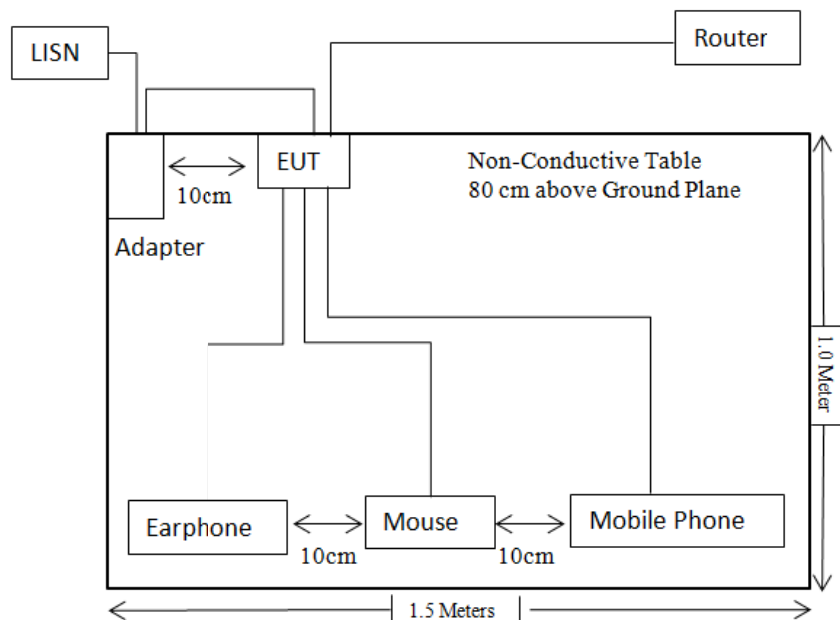 LISN
Router
EUT
Non-Conductive Table
80 cm above Ground Plane
10cm
Adapter
1.0 Meter
Earphone
Mouse
Mobile Phone
10cm
10cm
1.5 Meters